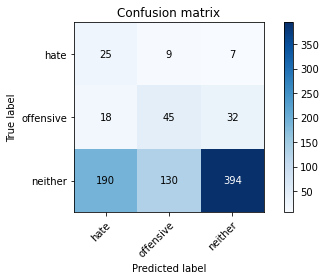 Confusion matrix
hate 25 9 7
offensive 18 45 32
neither 190 130 394
hate offensive neither
True label
Predicted label
350
300
250
200
150
100
50